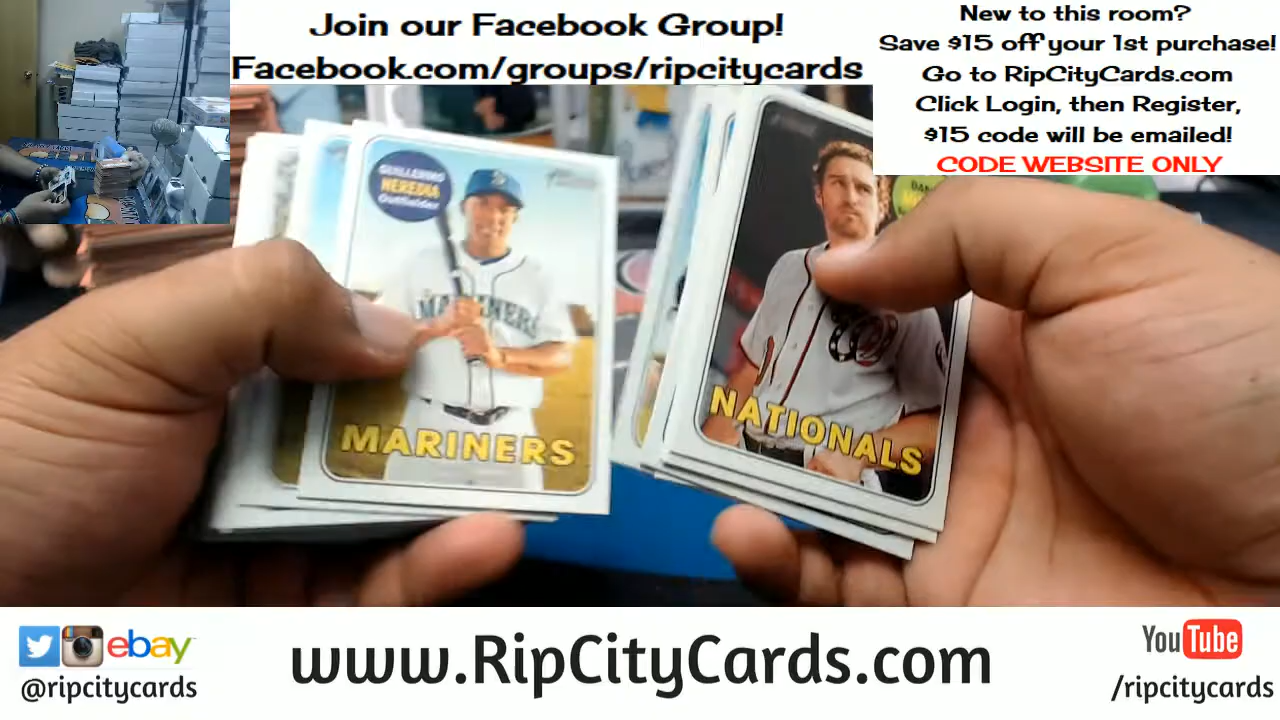 Join our Facebook Group!
Facebook.com/groups/ripcitycards
New to this room?
Save $15 off your 1st purchase!
Go to RipCityCards.com
Click Login, then Register,
$15 code will be emailed!
CODE WEBSITE ONLY
GUILLERMO
HEREDIA
Outfielder
MARINERS
DAN
NATIONALS
ebay
@ripcitycards
www.RipCityCards.com
YouTube
/ripcitycards